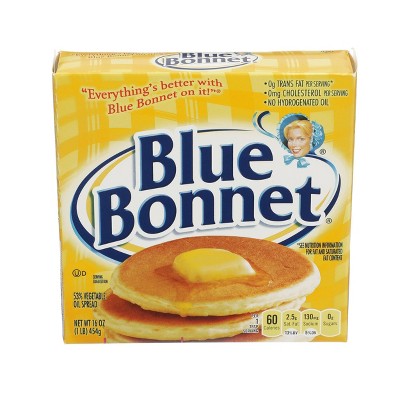 Blue
Bonnet®
"Everything's better with
Blue Bonnet on it!"®
• 0g TRANS FAT PER SERVING*
• 0mg CHOLESTEROL PER SERVING
• NO HYDROGENATED OIL
Blue
Bonnet®
*SEE NUTRITION INFORMATION
FOR FAT AND SATURATED
FAT CONTENT
U D
SERVING
SUGGESTION
53% VEGETABLE
OIL SPREAD
NET WT 16 OZ
(1 LB) 454g
60
Calories
2.5g
Sat Fat
130mg
Sodium
0g
Sugars